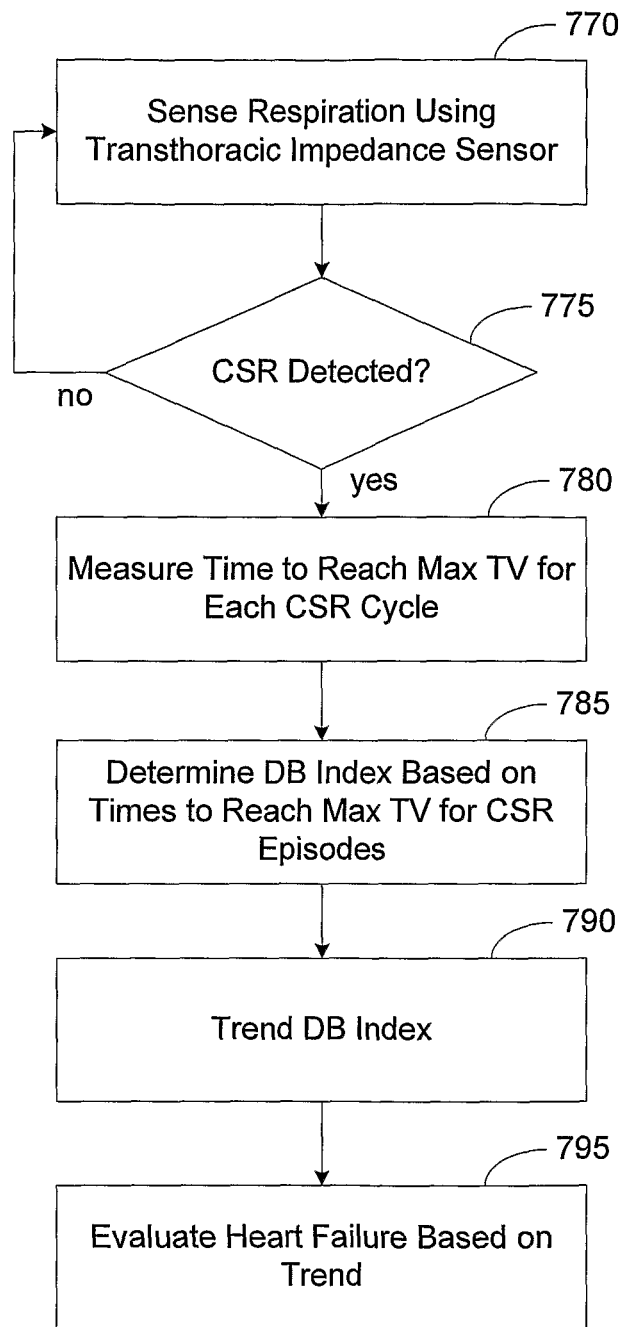 770
Sense Respiration Using
Transthoracic Impedance Sensor
775
CSR Detected?
no
yes
780
Measure Time to Reach Max TV for
Each CSR Cycle
785
Determine DB Index Based on
Times to Reach Max TV for CSR
Episodes
790
Trend DB Index
795
Evaluate Heart Failure Based on
Trend